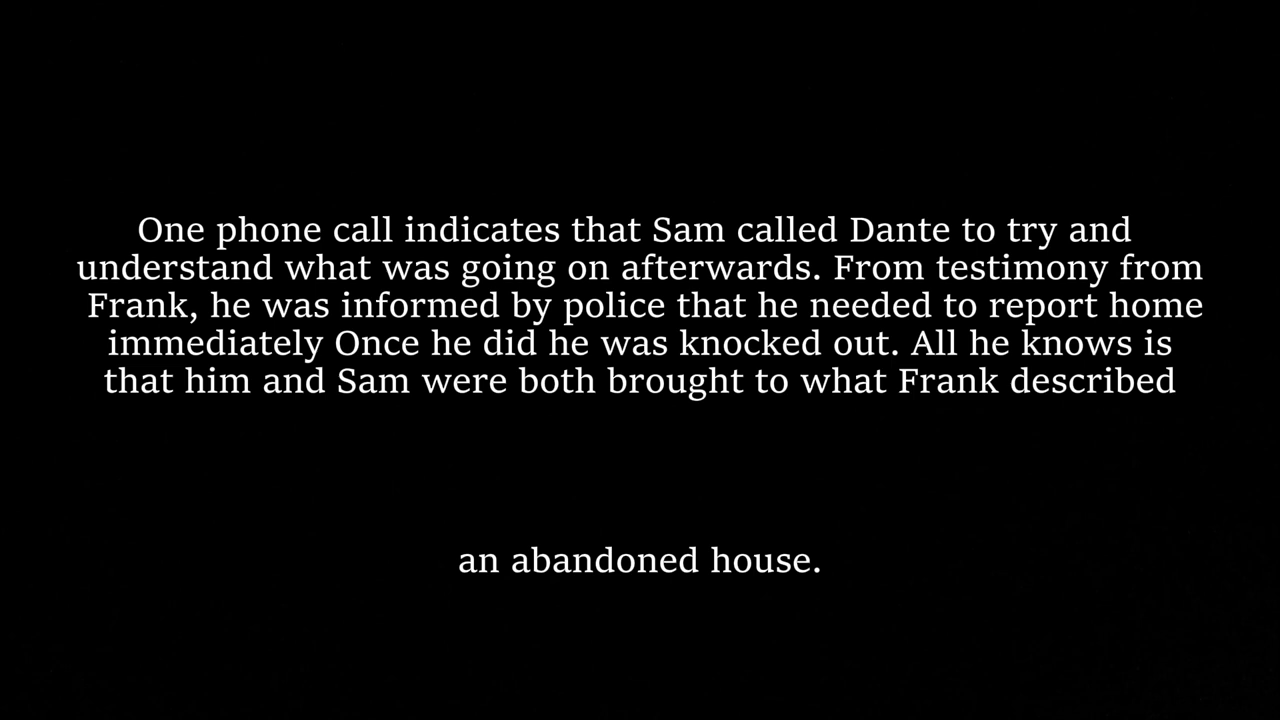 One phone call indicates that Sam called Dante to try and
understand what was going on afterwards. From testimony from
Frank, he was informed by police that he needed to report home
immediately Once he did he was knocked out. All he knows is
that him and Sam were both brought to what Frank described
an abandoned house.